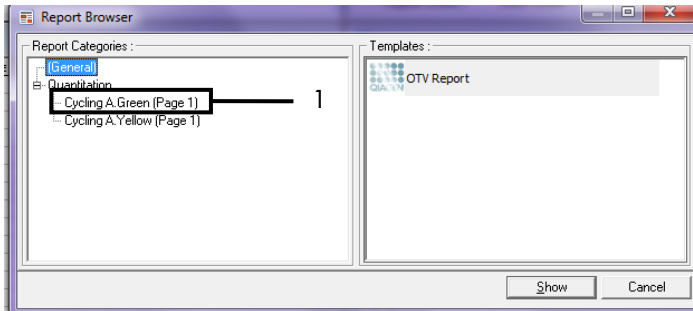 Report Browser
Report Categories :
(General)
Quantitation
Cycling A.Green (Page 1)
Cycling A.Yellow (Page 1)
1
Templates :
QIAGEN
OTV Report
Show
Cancel